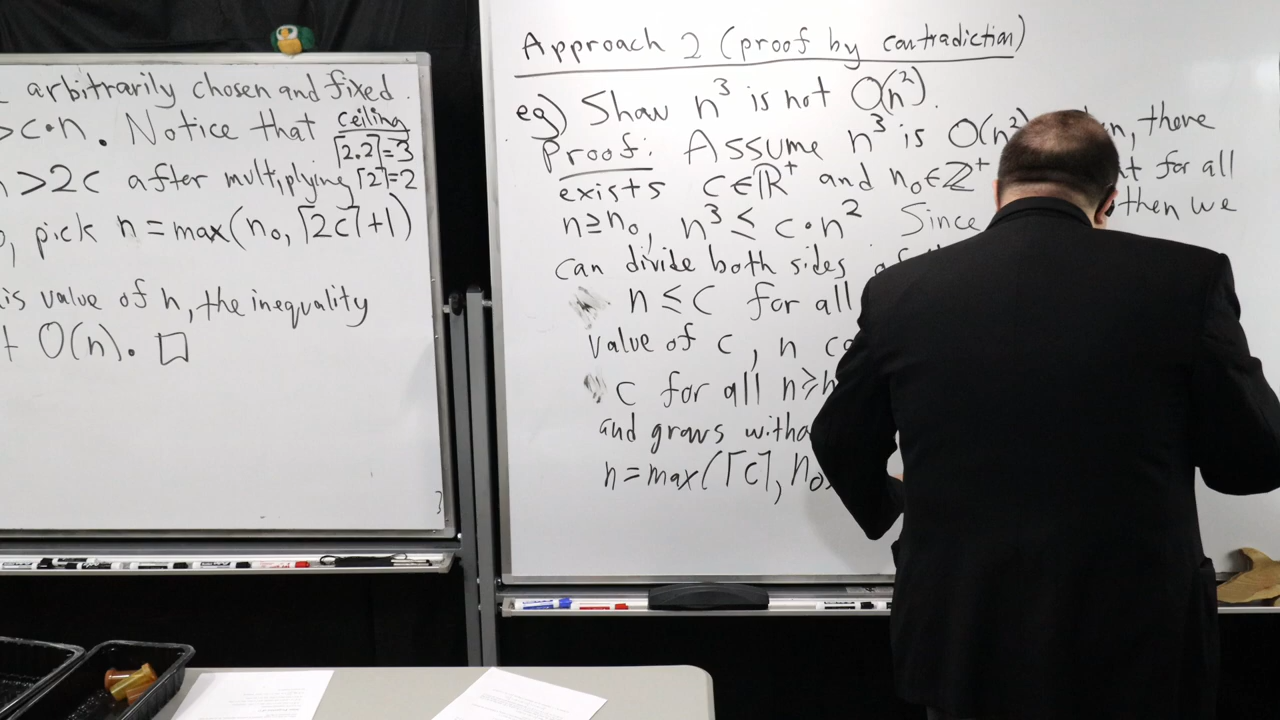 arbitrarily chosen and fixed.
>c·n. Notice that ceiling
⌈2.2⌉=3
n >2c after multiplying ⌈2⌉=2
, pick n=max(n₀, ⌈2c⌉+1)
is value of n, the inequality
O(n). □
3
Approach 2 (proof by contradiction)
eg) Show n³ is not O(n²).
Proof: Assume n³ is O(n²) there
exists c∈ℝ⁺ and n₀∈ℤ⁺ for all
n≥n₀, n³ ≤ c·n² Since then we
can divide both sides
n ≤ c for all
value of c, n
c for all n≥n
and grows
n=max(⌈c⌉, n₀